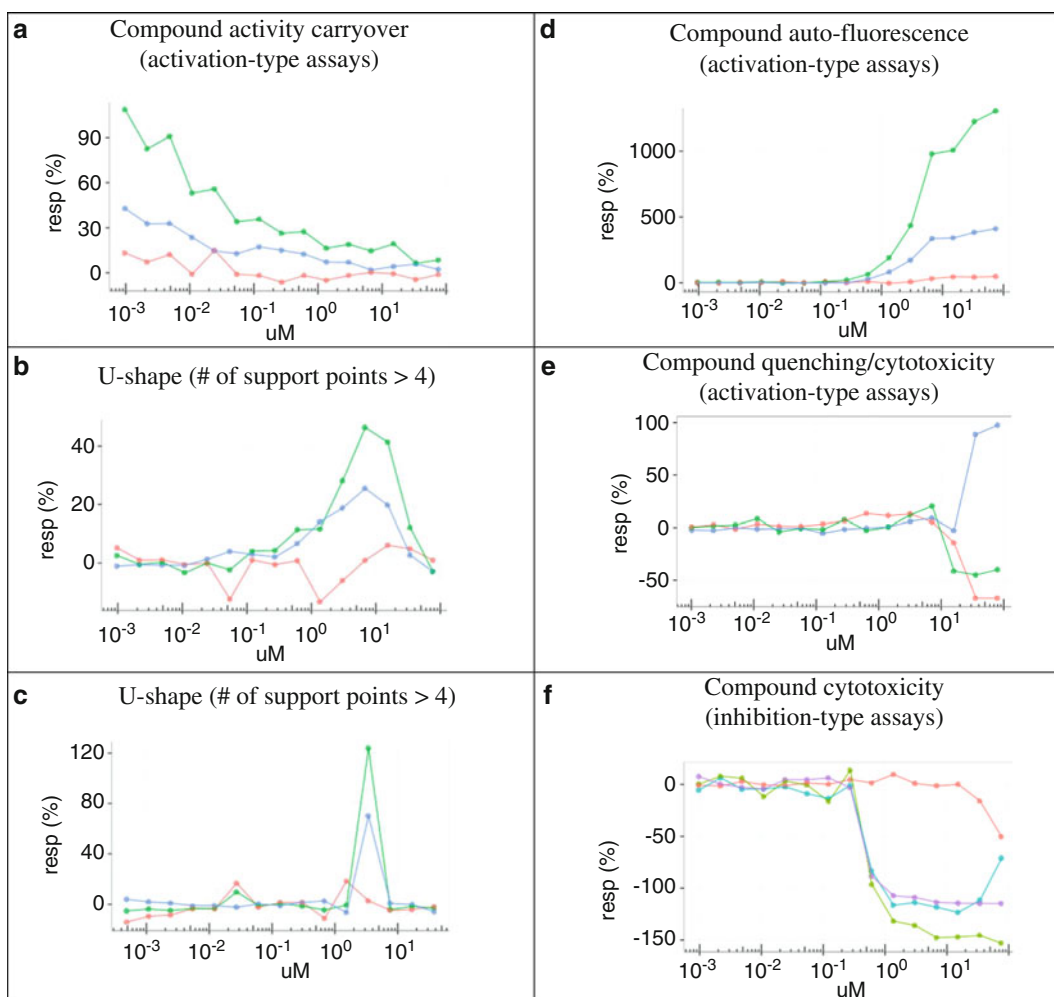 a
Compound activity carryover
(activation-type assays)
90
60
30
0
resp (%)
10-3
10-2
10-1
100
101
uM
b
U-shape (# of support points > 4)
40
20
0
resp (%)
10-3
10-2
10-1
100
101
uM
c
U-shape (# of support points > 4)
120
80
40
0
resp (%)
10-3
10-2
10-1
100
101
uM
d
Compound auto-fluorescence
(activation-type assays)
1000
500
0
resp (%)
10-3
10-2
10-1
100
101
uM
e
Compound quenching/cytotoxicity
(activation-type assays)
100
50
0
-50
resp (%)
10-3
10-2
10-1
100
101
uM
f
Compound cytotoxicity
(inhibition-type assays)
0
-50
-100
-150
resp (%)
10-3
10-2
10-1
100
101
uM